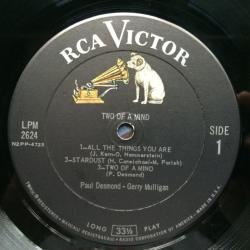 RCA VICTOR
TWO OF A MIND
LPM
2624
N2PP-4723
SIDE
1
1—ALL THE THINGS YOU ARE
(J. Kern-O. Hammerstein)
2—STARDUST (H. Carmichael-M. Parish)
3—TWO OF A MIND
(P. Desmond)
Paul Desmond - Gerry Mulligan
LONG 33⅓ PLAY